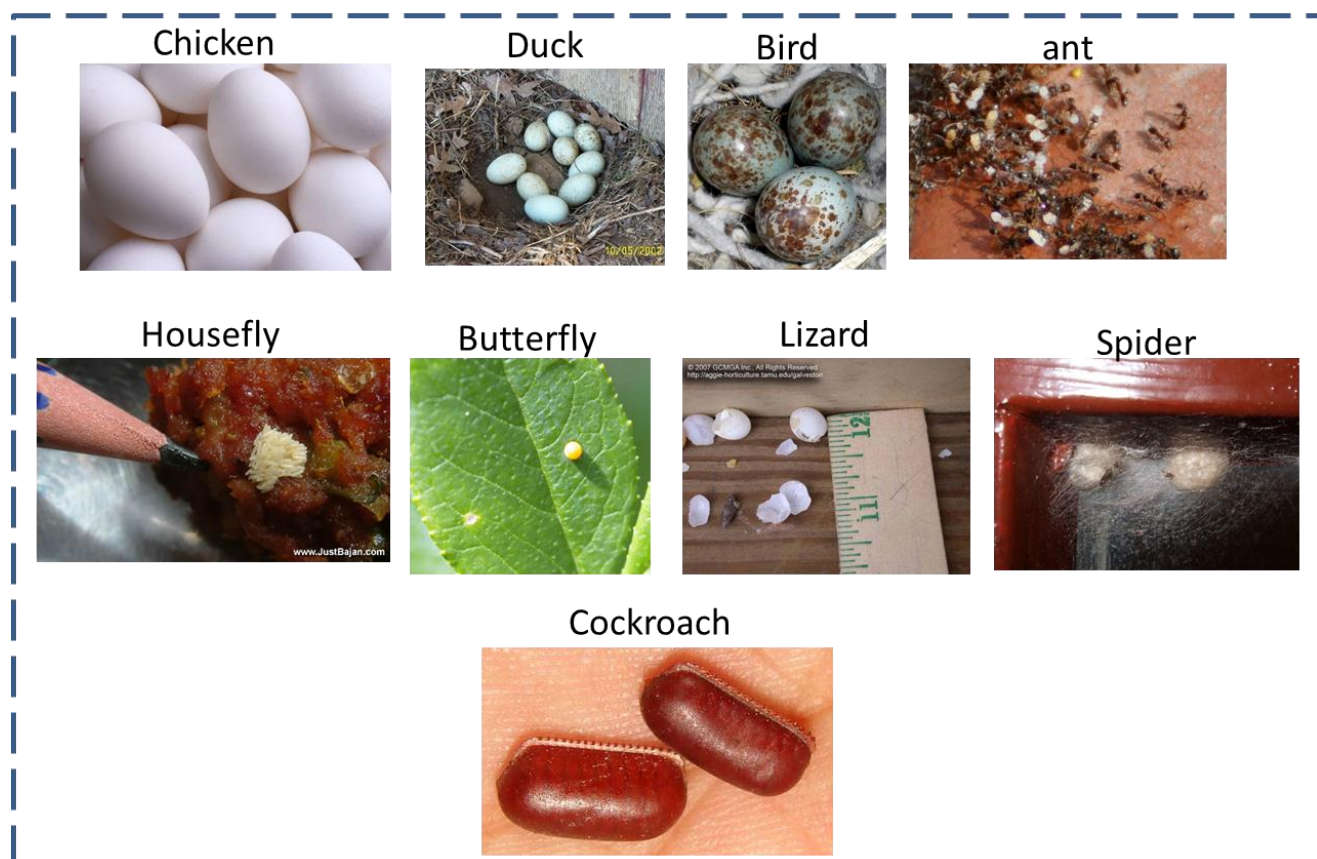 Chicken
Duck
Bird
ant
10/05/2002
Housefly
Butterfly
Lizard
Spider
© 2007 GCMGA Inc., All Rights Reserved
http://aggie-horticulture.tamu.edu/galveston
12
11
www.JustBajan.com
Cockroach